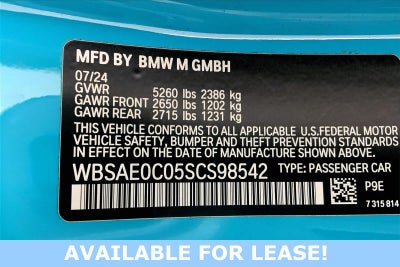 MFD BY BMW M GMBH
07/24
GVWR 5260 lbs 2386 kg
GAWR FRONT 2650 lbs 1202 kg
GAWR REAR 2715 lbs 1231 kg
THIS VEHICLE CONFORMS TO ALL APPLICABLE U.S.FEDERAL MOTOR
VEHICLE SAFETY, BUMPER AND THEFT PREVENTION STANDARDS
IN EFFECT ON THE DATE OF MANUFACTURE SHOWN ABOVE.
WBSAE0C05SCS98542 TYPE: PASSENGER CAR
P9E
7 315 814
AVAILABLE FOR LEASE!